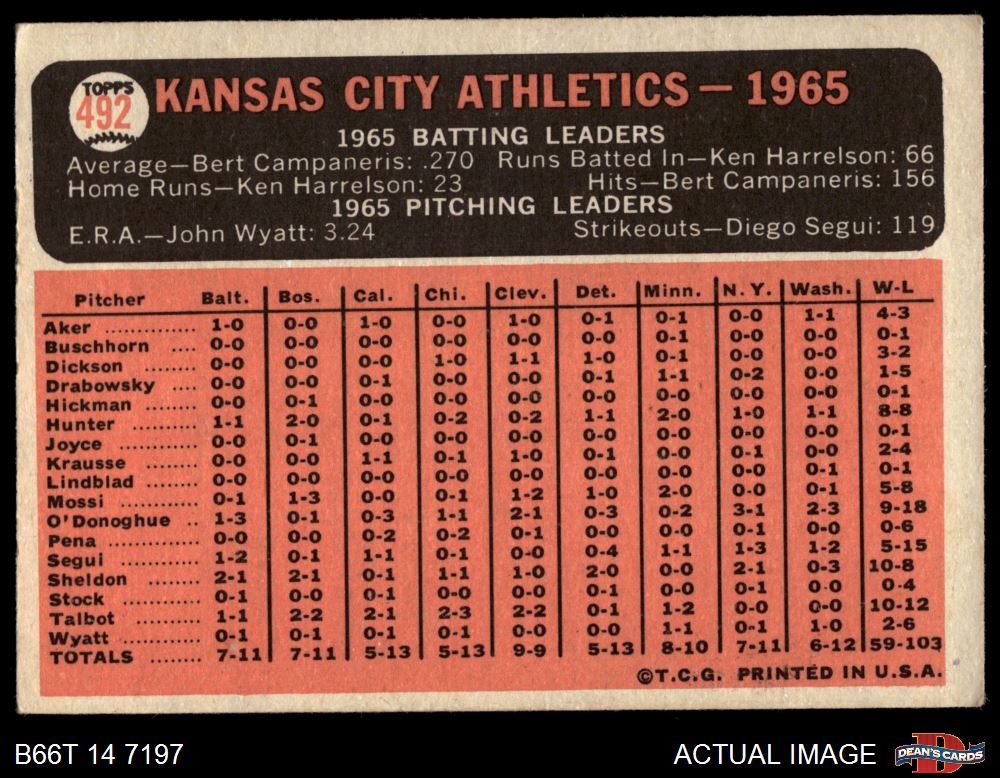 TOPPS
492
KANSAS CITY ATHLETICS — 1965
1965 BATTING LEADERS
Average—Bert Campaneris: .270 Runs Batted In—Ken Harrelson: 66
Home Runs—Ken Harrelson: 23 Hits—Bert Campaneris: 156
1965 PITCHING LEADERS
E.R.A.—John Wyatt: 3.24 Strikeouts—Diego Segui: 119
Pitcher Balt. Bos. Cal. Chi. Clev. Det. Minn. N. Y. Wash. W-L
Aker ............. 1-0 0-0 1-0 0-0 1-0 0-1 0-1 0-0 1-1 4-3
Buschhorn .... 0-0 0-0 0-0 0-0 0-0 0-0 0-1 0-0 0-0 0-1
Dickson ........ 0-0 0-0 0-0 1-0 1-1 1-0 0-1 0-0 0-0 3-2
Drabowsky .... 0-0 0-0 0-1 0-0 0-0 0-1 1-1 0-2 0-0 1-5
Hickman ........ 0-0 0-1 0-0 0-0 0-0 0-0 0-0 0-0 0-0 0-1
Hunter .......... 1-1 2-0 0-1 0-2 0-2 1-1 2-0 1-0 1-1 8-8
Joyce ............ 0-0 0-1 0-0 0-0 0-0 0-0 0-0 0-0 0-0 0-1
Krausse ........ 0-0 0-0 1-1 0-1 1-0 0-1 0-0 0-1 0-0 2-4
Lindblad ........ 0-0 0-0 0-0 0-0 0-0 0-0 0-0 0-0 0-1 0-1
Mossi ............ 0-1 1-3 0-0 0-1 1-2 1-0 2-0 0-0 0-1 5-8
O'Donoghue .. 1-3 0-1 0-3 1-1 2-1 0-3 0-2 3-1 2-3 9-18
Pena ............. 0-0 0-0 0-2 0-2 0-1 0-0 0-0 0-1 0-0 0-6
Segui ............ 1-2 0-1 1-1 0-1 0-0 0-4 1-1 1-3 1-2 5-15
Sheldon ........ 2-1 2-1 0-1 1-1 1-0 2-0 0-0 2-1 0-3 10-8
Stock ............ 0-1 0-0 0-1 0-0 0-0 0-1 0-0 0-1 0-0 0-4
Talbot ........... 1-1 2-2 2-1 2-3 2-2 0-1 1-2 0-0 0-0 10-12
Wyatt ............ 0-1 0-1 0-1 0-1 0-0 0-0 1-1 0-1 1-0 2-6
TOTALS ........ 7-11 7-11 5-13 5-13 9-9 5-13 8-10 7-11 6-12 59-103
©T.C.G. PRINTED IN U.S.A.
B66T 14 7197 ACTUAL IMAGE DEAN'S CARDS